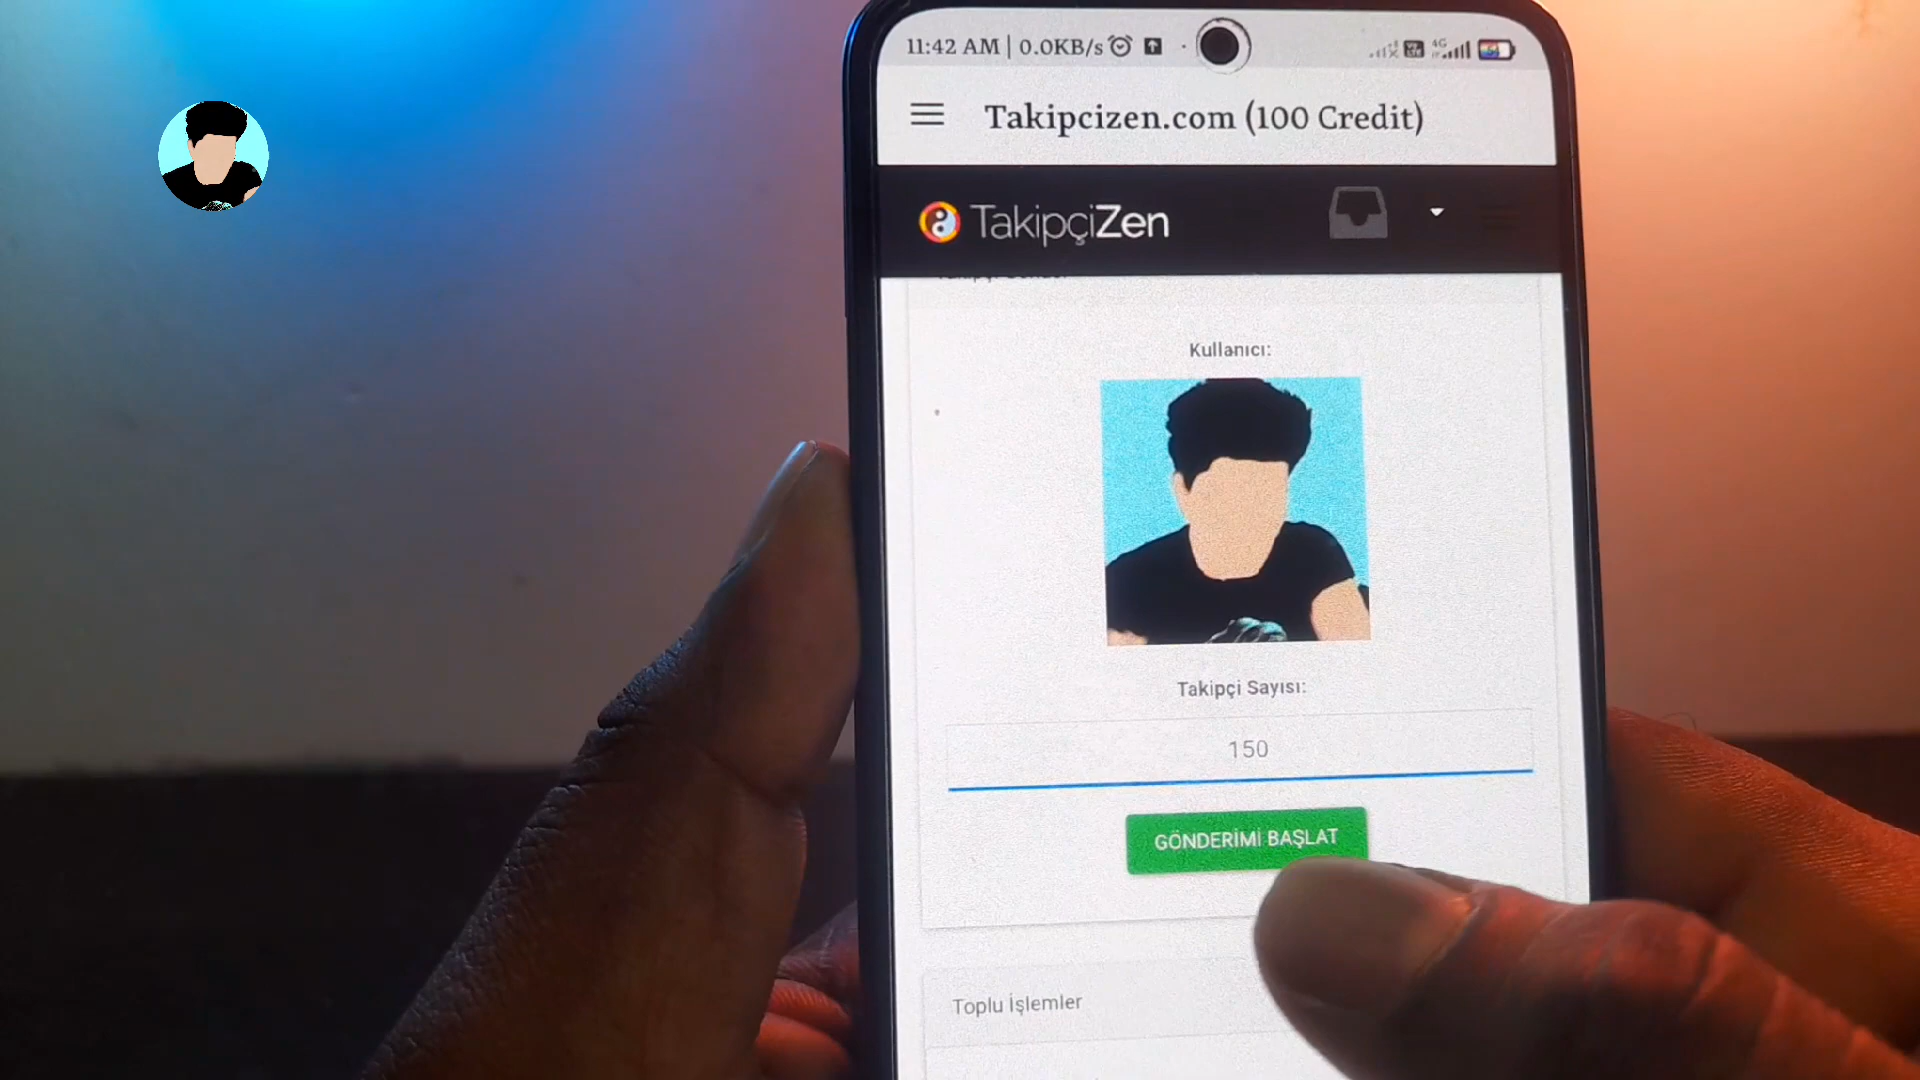 11:42 AM | 0.0KB/s
4G
Takipcizen.com (100 Credit)
TakipçiZen
Kullanıcı:
Takipçi Sayısı:
150
GÖNDERİMİ BAŞLAT
Toplu İşlemler